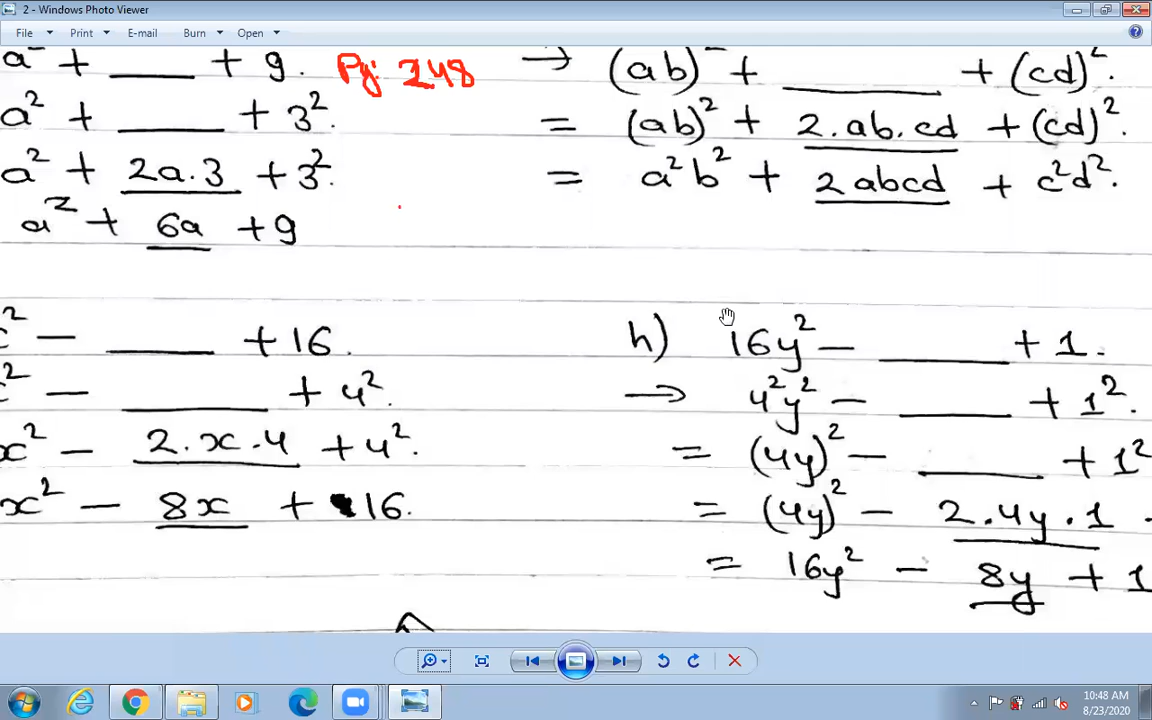 2 - Windows Photo Viewer
File Print E-mail Burn Open
a² + ____ + 9.
Pg: 248
a² + ____ + 3².
a² + 2a.3 + 3².
a² + 6a + 9
→ (ab)² + ____ + (cd)².
= (ab)² + 2.ab.cd + (cd)².
= a²b² + 2abcd + c²d².
x² − ____ + 16.
x² − ____ + 4².
x² − 2.x.4 + 4².
x² − 8x + 16.
h) 16y² − ____ + 1.
→ 4²y² − ____ + 1².
= (4y)² − ____ + 1²
= (4y)² − 2.4y.1
= 16y² − 8y + 1
10:48 AM
8/23/2020